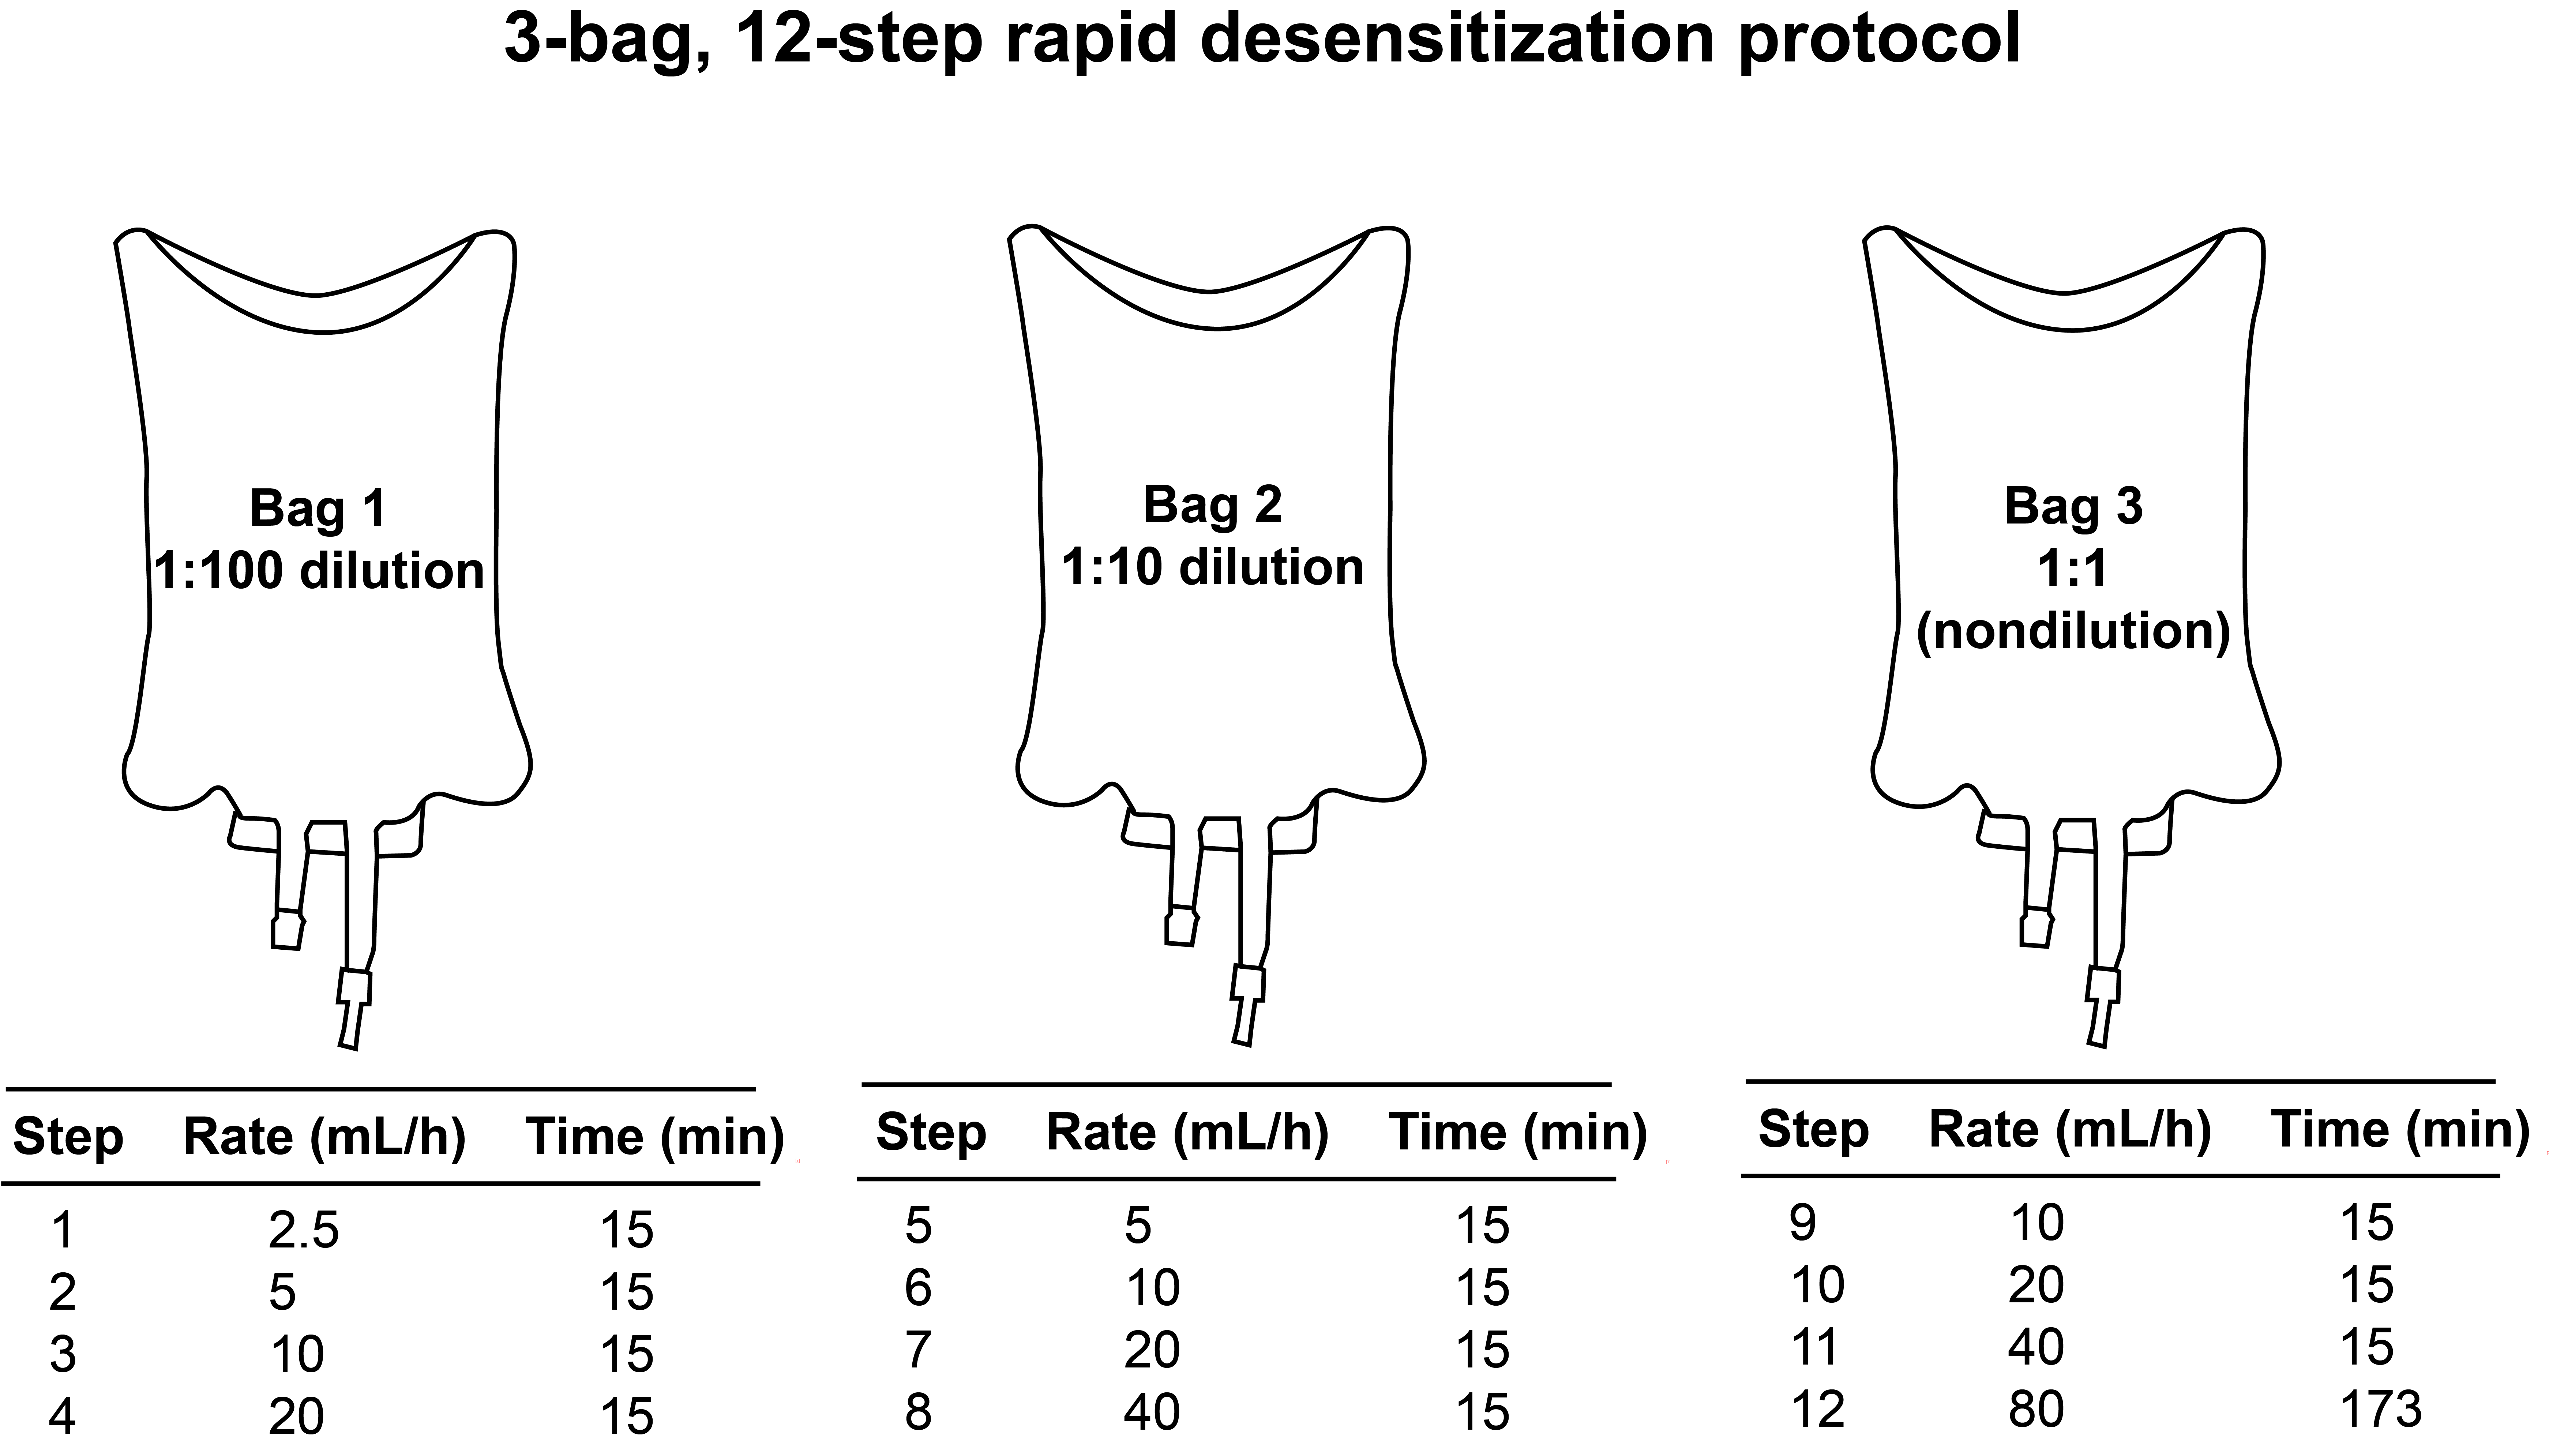 3-bag, 12-step rapid desensitization protocol
Bag 1
1:100 dilution
Bag 2
1:10 dilution
Bag 3
1:1
(nondilution)
Step Rate (mL/h) Time (min)
1 2.5 15
2 5 15
3 10 15
4 20 15
Step Rate (mL/h) Time (min)
5 5 15
6 10 15
7 20 15
8 40 15
Step Rate (mL/h) Time (min)
9 10 15
10 20 15
11 40 15
12 80 173